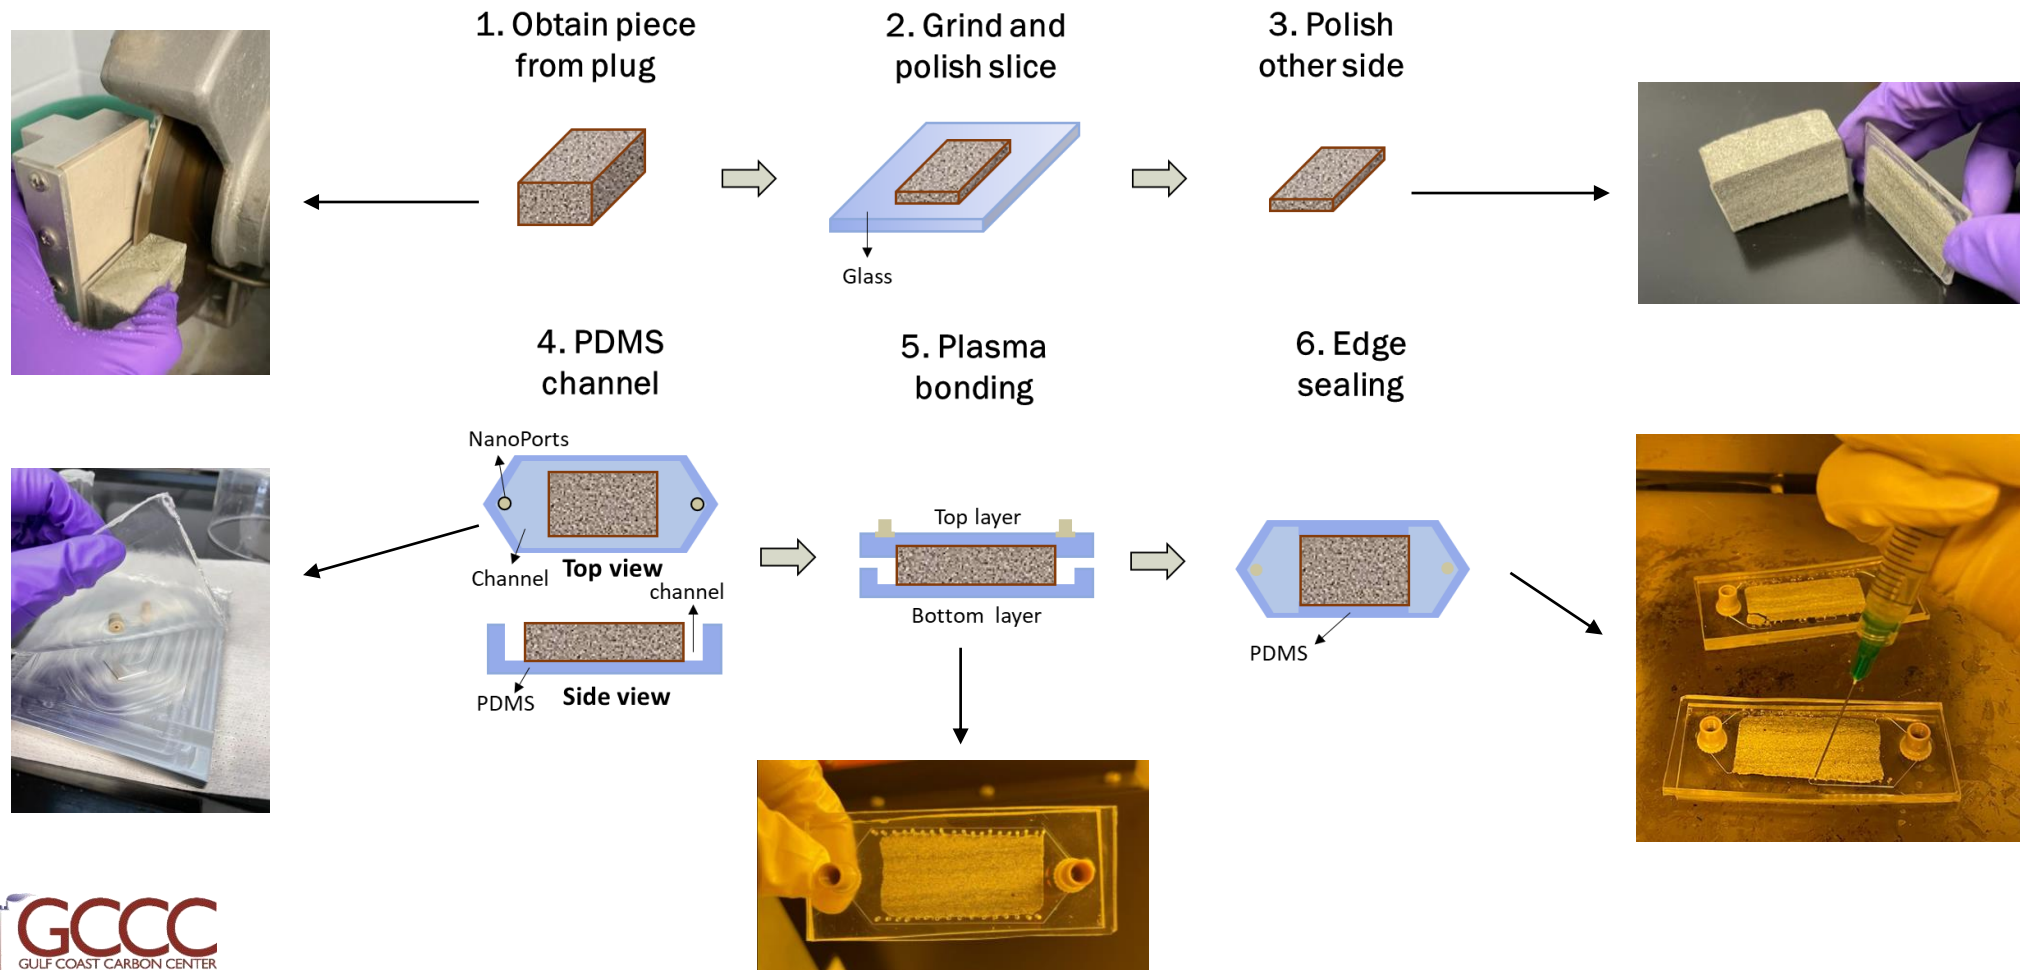 1. Obtain piece
from plug
2. Grind and
polish slice
3. Polish
other side
Glass
4. PDMS
channel
5. Plasma
bonding
6. Edge
sealing
NanoPorts
Channel
Top view
channel
PDMS
Side view
Top layer
Bottom layer
PDMS
GCCC
GULF COAST CARBON CENTER